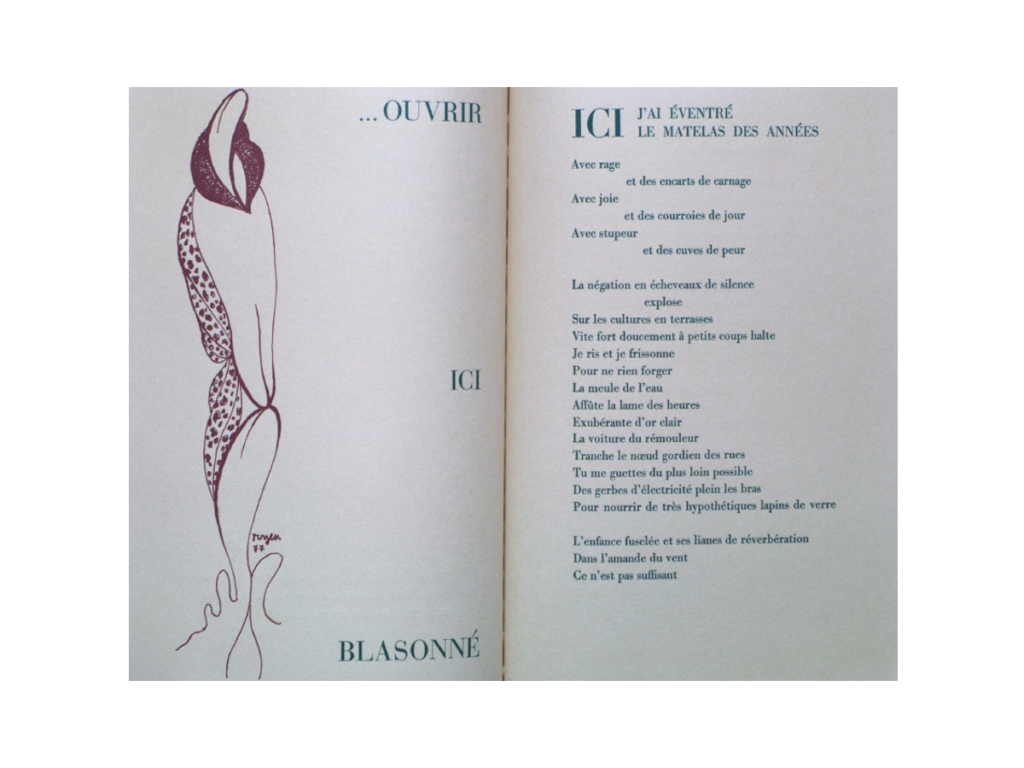 ... OUVRIR
ICI
BLASONNÉ
toyen
77
ICI J'AI ÉVENTRÉ
LE MATELAS DES ANNÉES
Avec rage
et des encarts de carnage
Avec joie
et des courroies de jour
Avec stupeur
et des cuves de peur
La négation en écheveaux de silence
explose
Sur les cultures en terrasses
Vite fort doucement à petits coups halte
Je ris et je frissonne
Pour ne rien forger
La meule de l'eau
Affûte la lame des heures
Exubérante d'or clair
La voiture du rémouleur
Tranche le nœud gordien des rues
Tu me guettes du plus loin possible
Des gerbes d'électricité plein les bras
Pour nourrir de très hypothétiques lapins de verre
L'enfance fuselée et ses lianes de réverbération
Dans l'amande du vent
Ce n'est pas suffisant